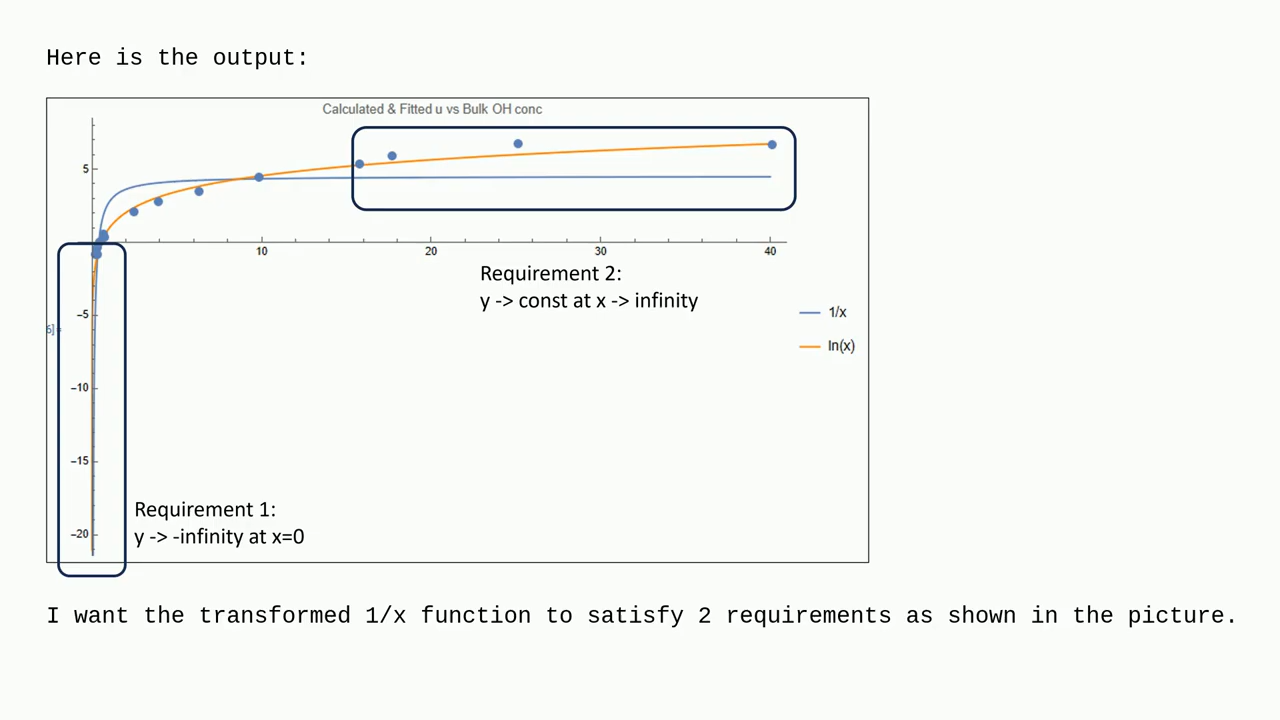 Here is the output:
Calculated & Fitted u vs Bulk OH conc
5
10 20 30 40
Requirement 2:
y -> const at x -> infinity
-5
6]=
1/x
ln(x)
-10
-15
Requirement 1:
-20
y -> -infinity at x=0
I want the transformed 1/x function to satisfy 2 requirements as shown in the picture.